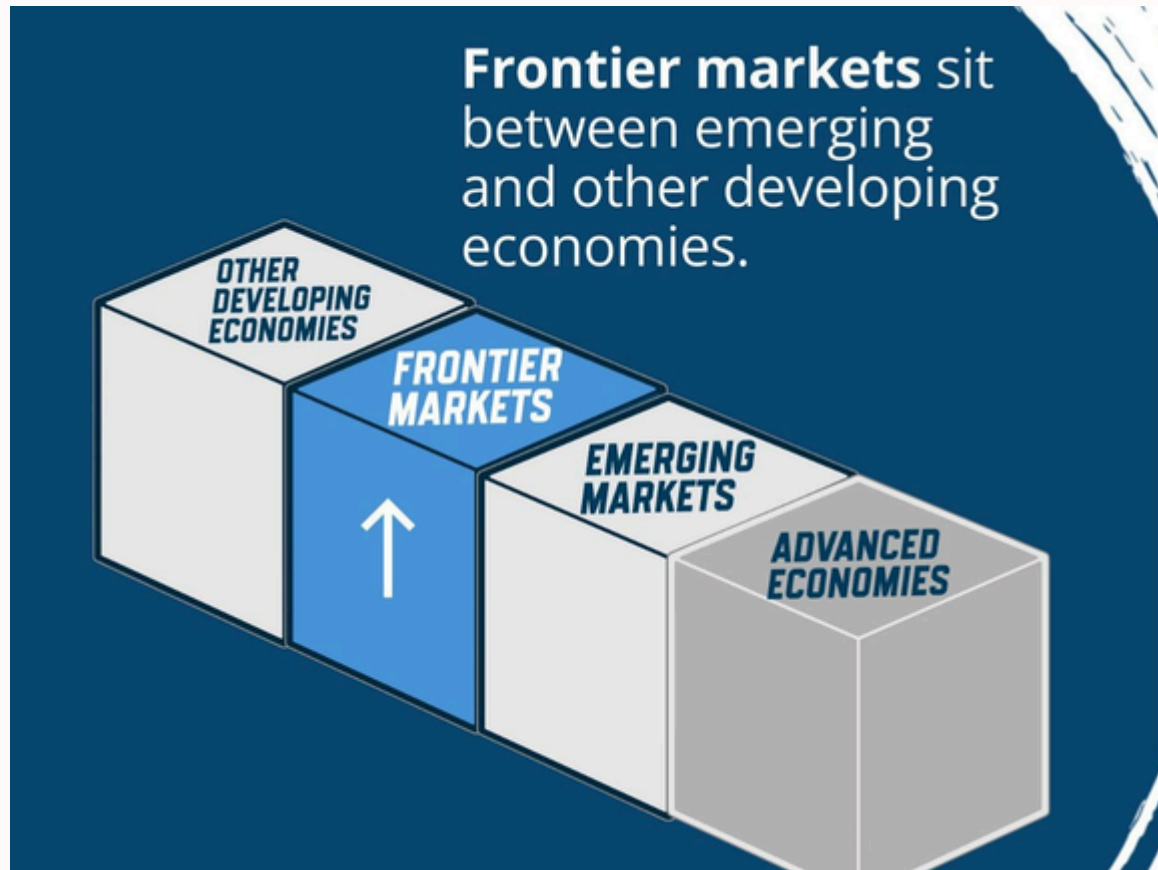 Frontier markets sit
between emerging
and other developing
economies.
OTHER
DEVELOPING
ECONOMIES
FRONTIER
MARKETS
EMERGING
MARKETS
ADVANCED
ECONOMIES